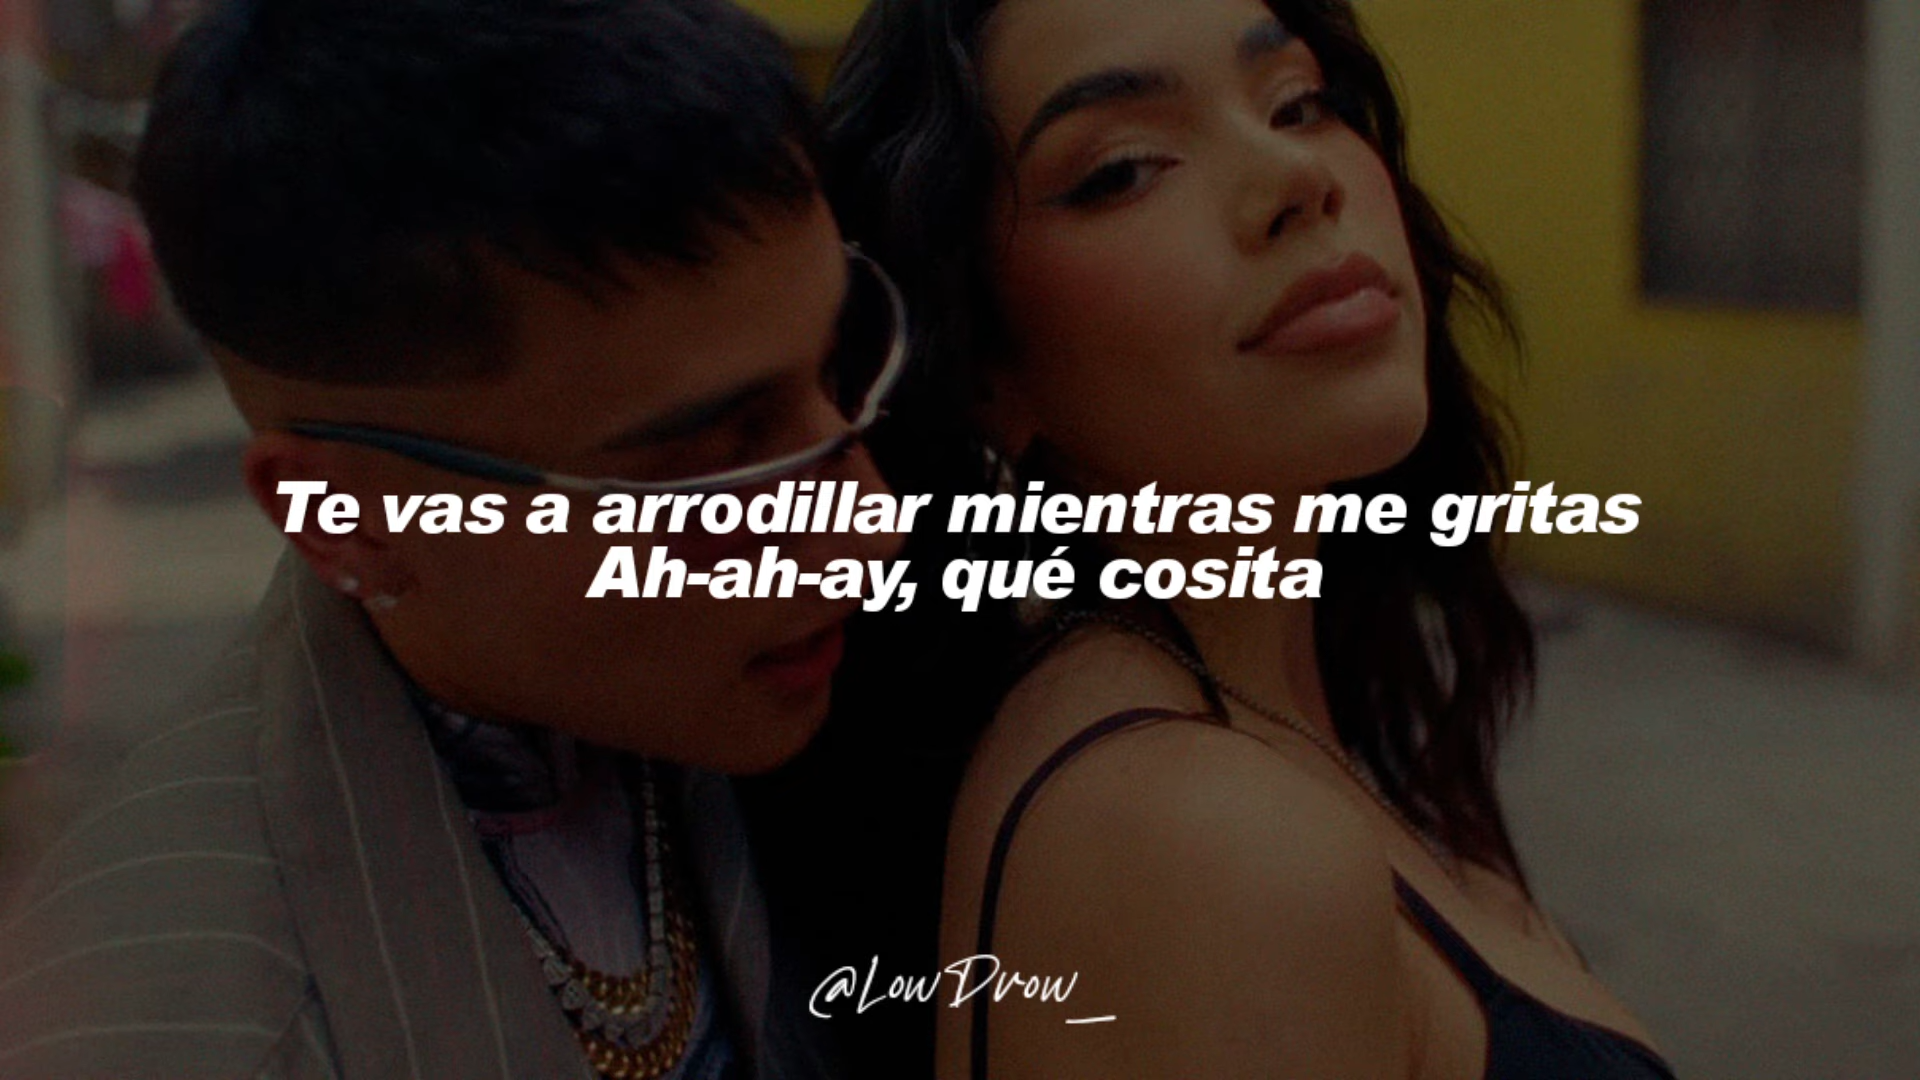 Te vas a arrodillar mientras me gritas
Ah-ah-ay, qué cosita
@LowDrow_